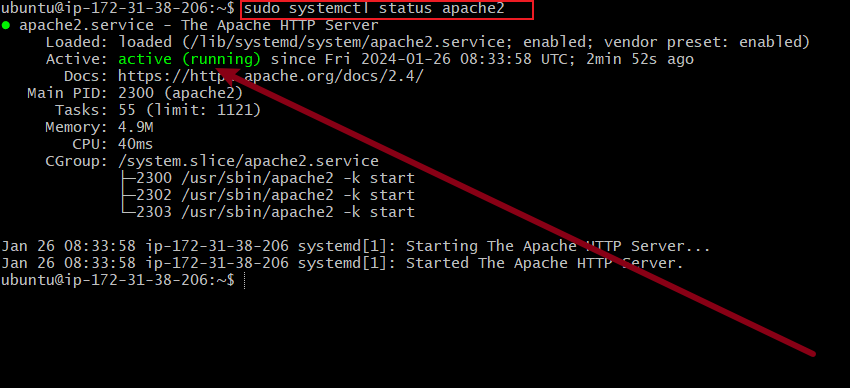 ubuntu@ip-172-31-38-206:~$ sudo systemctl status apache2
● apache2.service - The Apache HTTP Server
Loaded: loaded (/lib/systemd/system/apache2.service; enabled; vendor preset: enabled)
Active: active (running) since Fri 2024-01-26 08:33:58 UTC; 2min 52s ago
Docs: https://httpd.apache.org/docs/2.4/
Main PID: 2300 (apache2)
Tasks: 55 (limit: 1121)
Memory: 4.9M
CPU: 40ms
CGroup: /system.slice/apache2.service
├─2300 /usr/sbin/apache2 -k start
├─2302 /usr/sbin/apache2 -k start
└─2303 /usr/sbin/apache2 -k start
Jan 26 08:33:58 ip-172-31-38-206 systemd[1]: Starting The Apache HTTP Server...
Jan 26 08:33:58 ip-172-31-38-206 systemd[1]: Started The Apache HTTP Server.
ubuntu@ip-172-31-38-206:~$